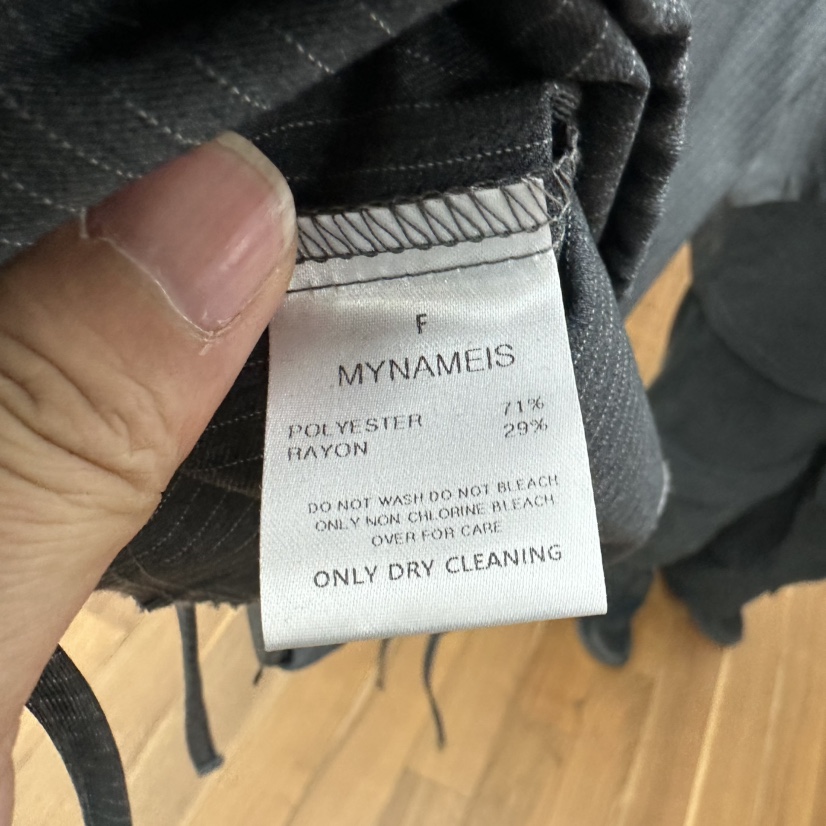 F
MYNAMEIS
POLYESTER 71%
RAYON 29%
DO NOT WASH DO NOT BLEACH
ONLY NON CHLORINE BLEACH
OVER FOR CARE
ONLY DRY CLEANING